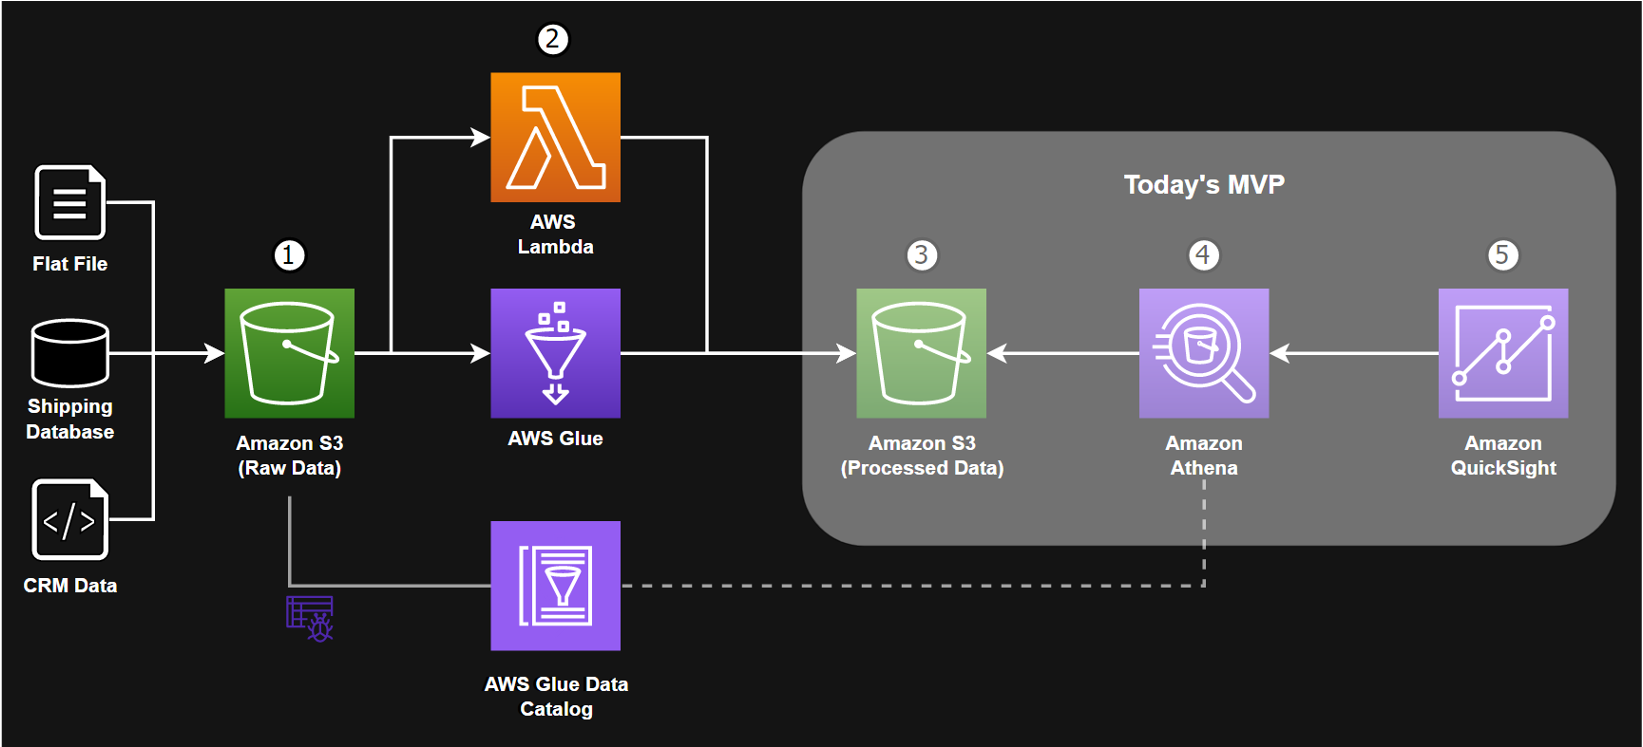 2
Today's MVP
AWS
Lambda
Flat File
1
3
4
5
Shipping
Database
Amazon S3
(Raw Data)
AWS Glue
Amazon S3
(Processed Data)
Amazon
Athena
Amazon
QuickSight
</>
CRM Data
AWS Glue Data
Catalog